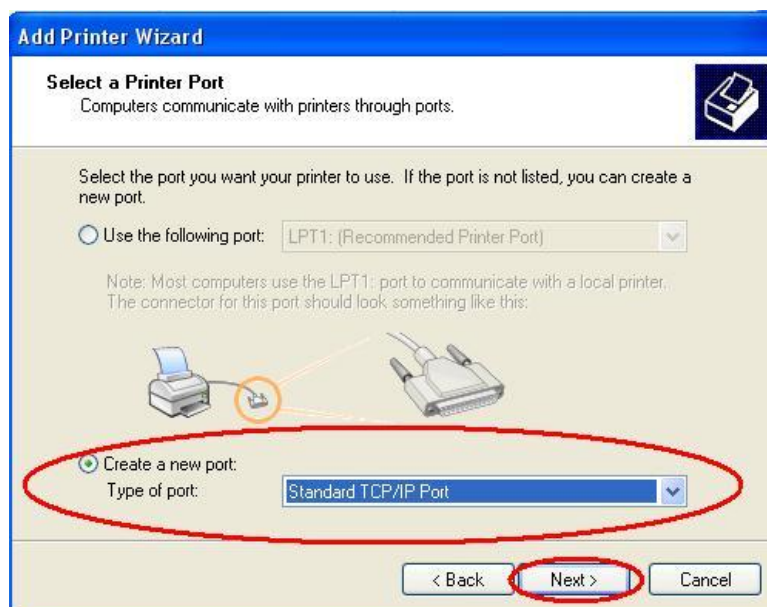 Add Printer Wizard
Select a Printer Port
Computers communicate with printers through ports.
Select the port you want your printer to use. If the port is not listed, you can create a
new port.
Use the following port: LPT1: (Recommended Printer Port)
Note: Most computers use the LPT1: port to communicate with a local printer.
The connector for this port should look something like this:
Create a new port:
Type of port: Standard TCP/IP Port
< Back Next > Cancel